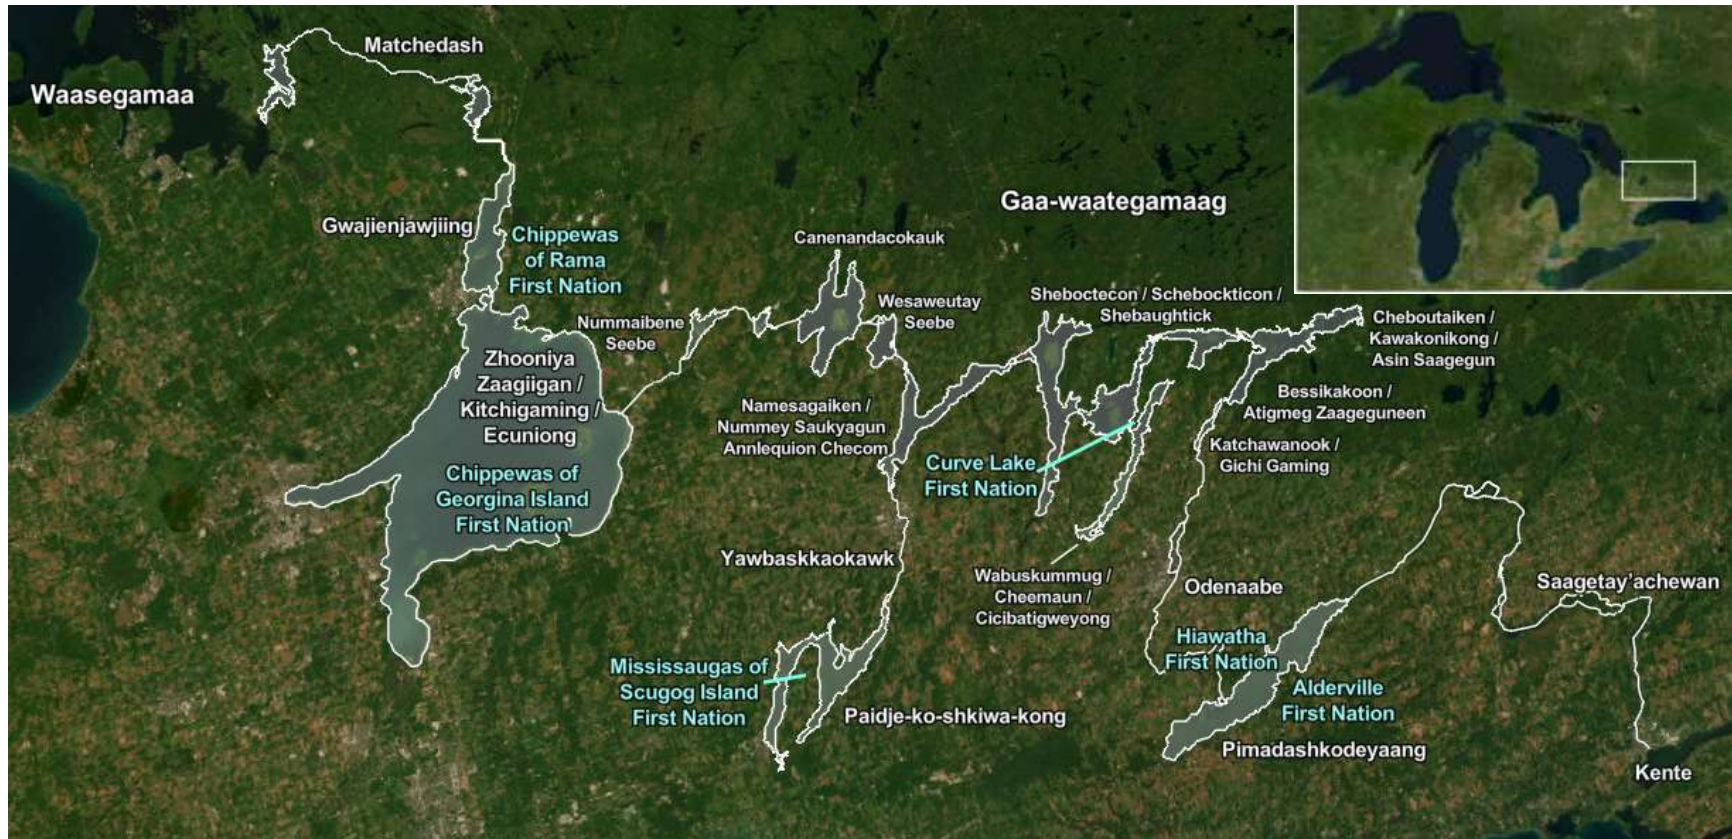 Matchedash
Waasegamaa
Gaa-waategamaag
Gwajienjawjiing
Chippewas
of Rama
First Nation
Canenandacokauk
Nummaibene
Seebe
Wesaweutay
Seebe
Sheboctecon / Schebockticon /
Shebaughtick
Cheboutaiken /
Kawakonikong /
Asin Saagegun
Zhooniya
Zaagiigan /
Kitchigaming /
Ecuniong
Bessikakoon /
Atigmeg Zaageguneen
Namesagaiken /
Nummey Saukyagun
Annlequion Checom
Katchawanook /
Gichi Gaming
Chippewas of
Georgina Island
First Nation
Curve Lake
First Nation
Yawbaskkaokawk
Wabuskummug /
Cheemaun /
Cicibatigweyong
Odenaabe
Saagetay'achewan
Hiawatha
First Nation
Mississaugas of
Scugog Island
First Nation
Alderville
First Nation
Paidje-ko-shkiwa-kong
Pimadashkodeyaang
Kente